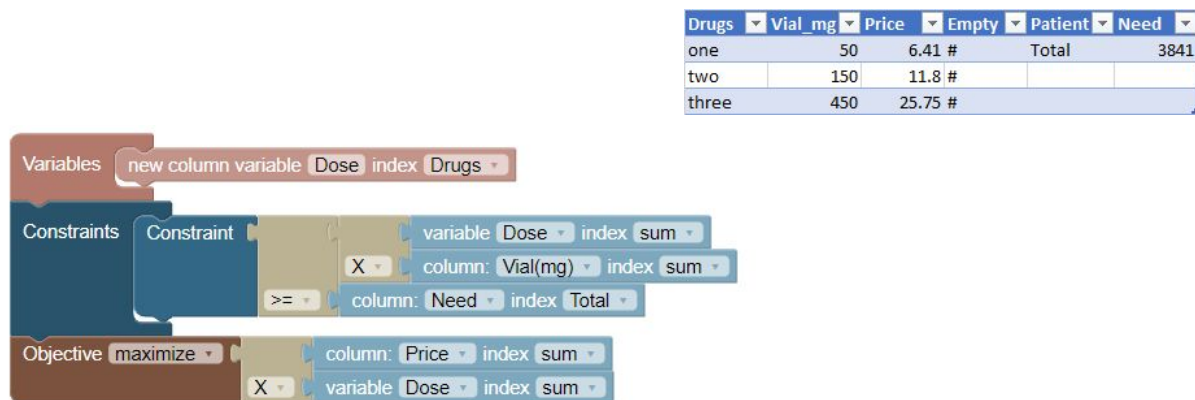 Drugs Vial_mg Price Empty Patient Need
one 50 6.41 # Total 3841
two 150 11.8 #
three 450 25.75 #
Variables new column variable Dose index Drugs
Constraints Constraint variable Dose index sum
X column: Vial(mg) index sum
>= column: Need index Total
Objective maximize column: Price index sum
X variable Dose index sum